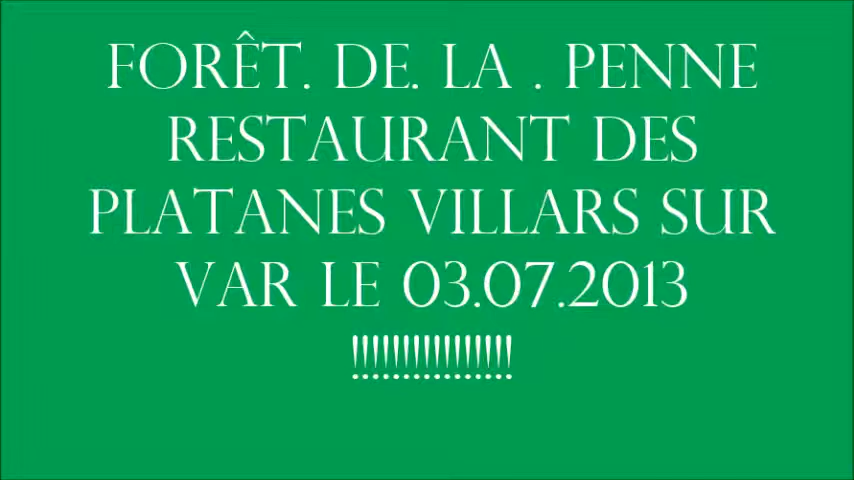 FORÊT. DE. LA . PENNE
RESTAURANT DES
PLATANES VILLARS SUR
VAR LE 03.07.2013
!!!!!!!!!!!!!!!!